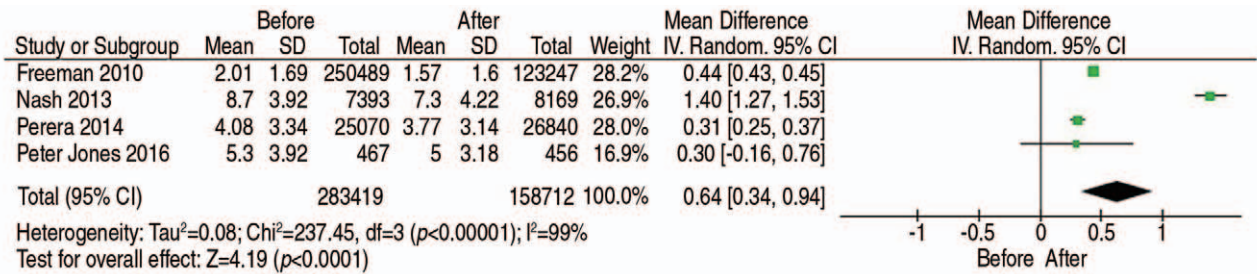 Before After Mean Difference Mean Difference
Study or Subgroup Mean SD Total Mean SD Total Weight IV. Random. 95% CI IV. Random. 95% CI
Freeman 2010 2.01 1.69 250489 1.57 1.6 123247 28.2% 0.44 [0.43, 0.45]
Nash 2013 8.7 3.92 7393 7.3 4.22 8169 26.9% 1.40 [1.27, 1.53]
Perera 2014 4.08 3.34 25070 3.77 3.14 26840 28.0% 0.31 [0.25, 0.37]
Peter Jones 2016 5.3 3.92 467 5 3.18 456 16.9% 0.30 [-0.16, 0.76]
Total (95% CI) 283419 158712 100.0% 0.64 [0.34, 0.94]
Heterogeneity: Tau²=0.08; Chi²=237.45, df=3 (p<0.00001); I²=99%
Test for overall effect: Z=4.19 (p<0.0001)
-1 -0.5 0 0.5 1
Before After